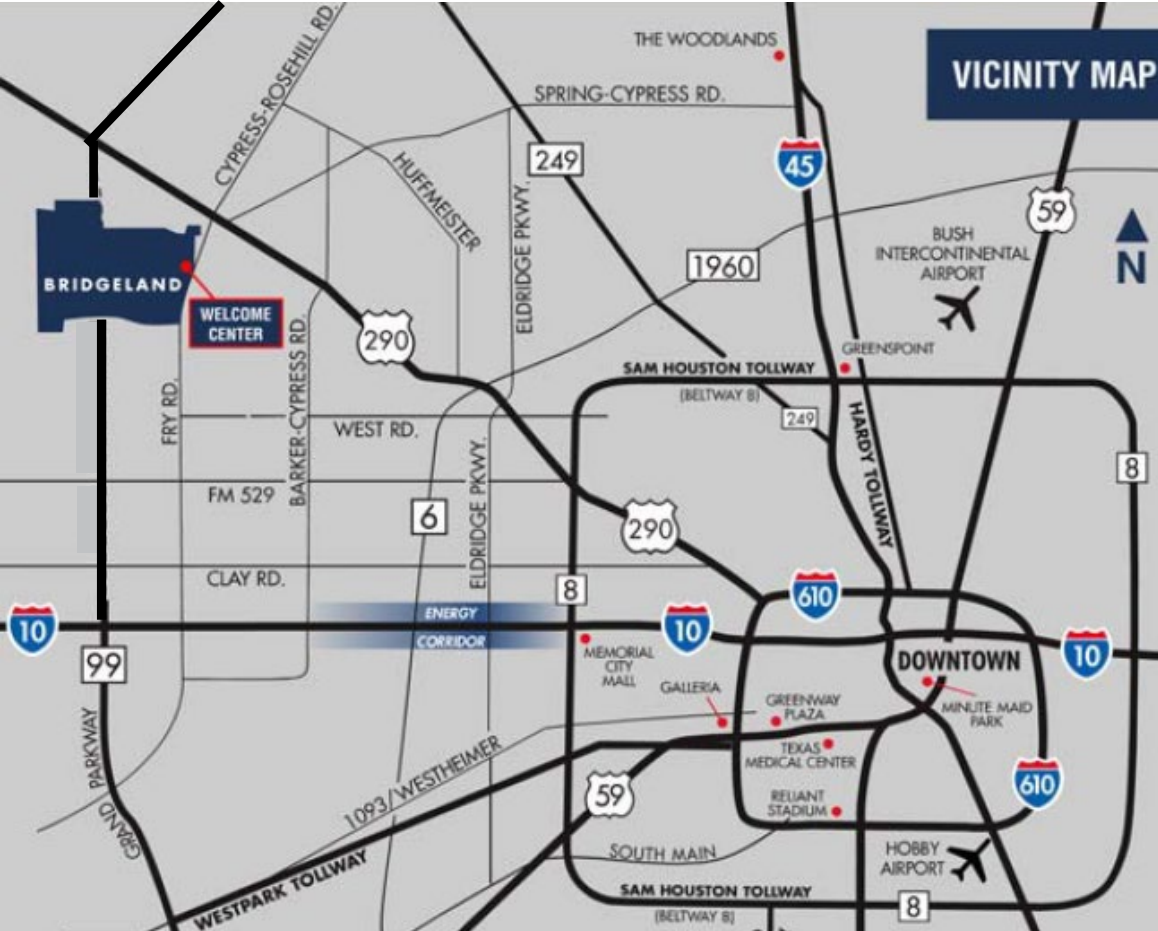 THE WOODLANDS
VICINITY MAP
CYPRESS-ROSEHILL RD.
SPRING-CYPRESS RD.
HUFFMEISTER
249
45
ELDRIDGE PKWY.
59
1960
BUSH
INTERCONTINENTAL
AIRPORT
N
BRIDGELAND
WELCOME
CENTER
290
GREENSPOINT
SAM HOUSTON TOLLWAY
(BELTWAY 8)
249
HARDY TOLLWAY
FRY RD.
BARKER-CYPRESS RD.
WEST RD.
ELDRIDGE PKWY.
8
FM 529
6
290
CLAY RD.
8
610
ENERGY
CORRIDOR
10
10
10
99
MEMORIAL
CITY
MALL
DOWNTOWN
MINUTE MAID
PARK
GALLERIA
GREENWAY
PLAZA
TEXAS
MEDICAL CENTER
GRAND PARKWAY
1093/WESTHEIMER
59
RELIANT
STADIUM
610
SOUTH MAIN
HOBBY
AIRPORT
WESTPARK TOLLWAY
SAM HOUSTON TOLLWAY
(BELTWAY 8)
8